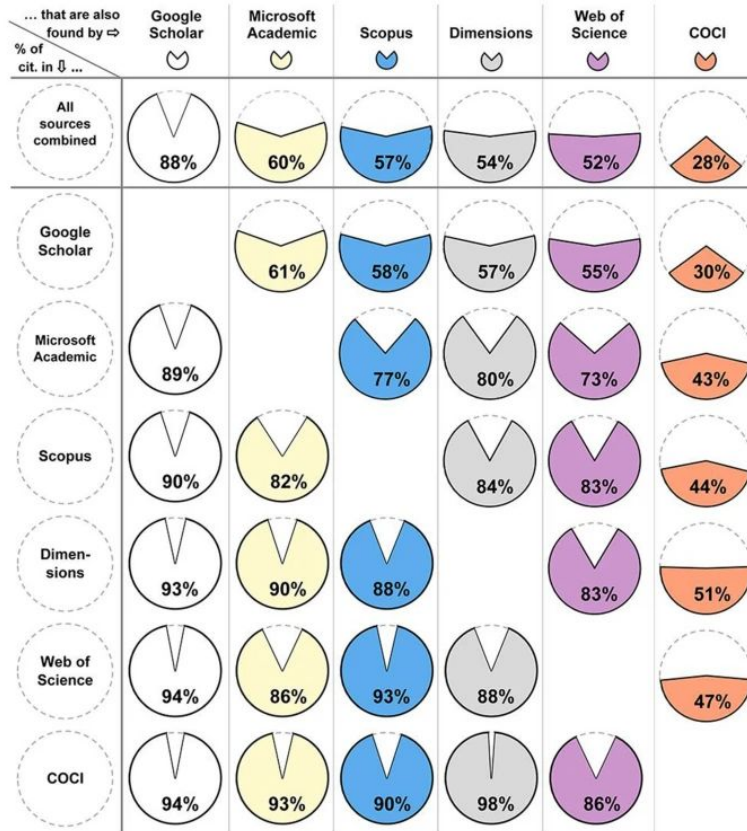 ... that are also
found by ⇨
% of
cit. in ⇩ ...
Google
Scholar
Microsoft
Academic
Scopus
Dimensions
Web of
Science
COCI
All
sources
combined
88%
60%
57%
54%
52%
28%
Google
Scholar
61%
58%
57%
55%
30%
Microsoft
Academic
89%
77%
80%
73%
43%
Scopus
90%
82%
84%
83%
44%
Dimen-
sions
93%
90%
88%
83%
51%
Web of
Science
94%
86%
93%
88%
47%
COCI
94%
93%
90%
98%
86%